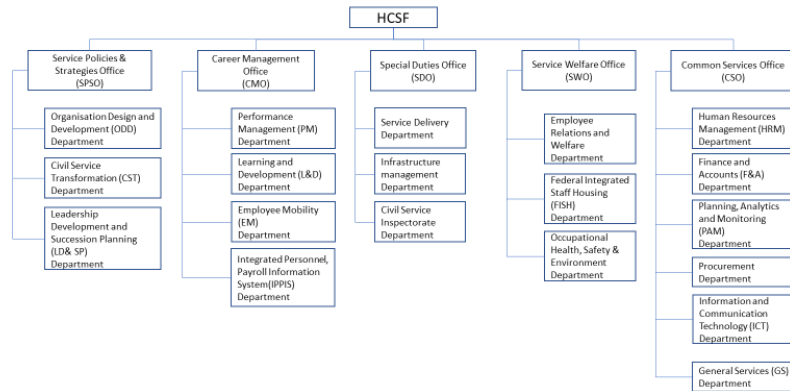 HCSF
Service Policies &
Strategies Office
(SPSO)
Organisation Design and
Development (ODD)
Department
Civil Service
Transformation (CST)
Department
Leadership
Development and
Succession Planning
(LD& SP)
Department
Career Management
Office
(CMO)
Performance
Management (PM)
Department
Learning and
Development (L&D)
Department
Employee Mobility
(EM)
Department
Integrated Personnel,
Payroll Information
System(IPPIS)
Department
Special Duties Office
(SDO)
Service Delivery
Department
Infrastructure
management
Department
Civil Service
Inspectorate
Department
Service Welfare Office
(SWO)
Employee
Relations and
Welfare
Department
Federal Integrated
Staff Housing
(FISH)
Department
Occupational
Health, Safety &
Environment
Department
Common Services Office
(CSO)
Human Resources
Management (HRM)
Department
Finance and
Accounts (F&A)
Department
Planning, Analytics
and Monitoring
(PAM)
Department
Procurement
Department
Information and
Communication
Technology (ICT)
Department
General Services (GS)
Department